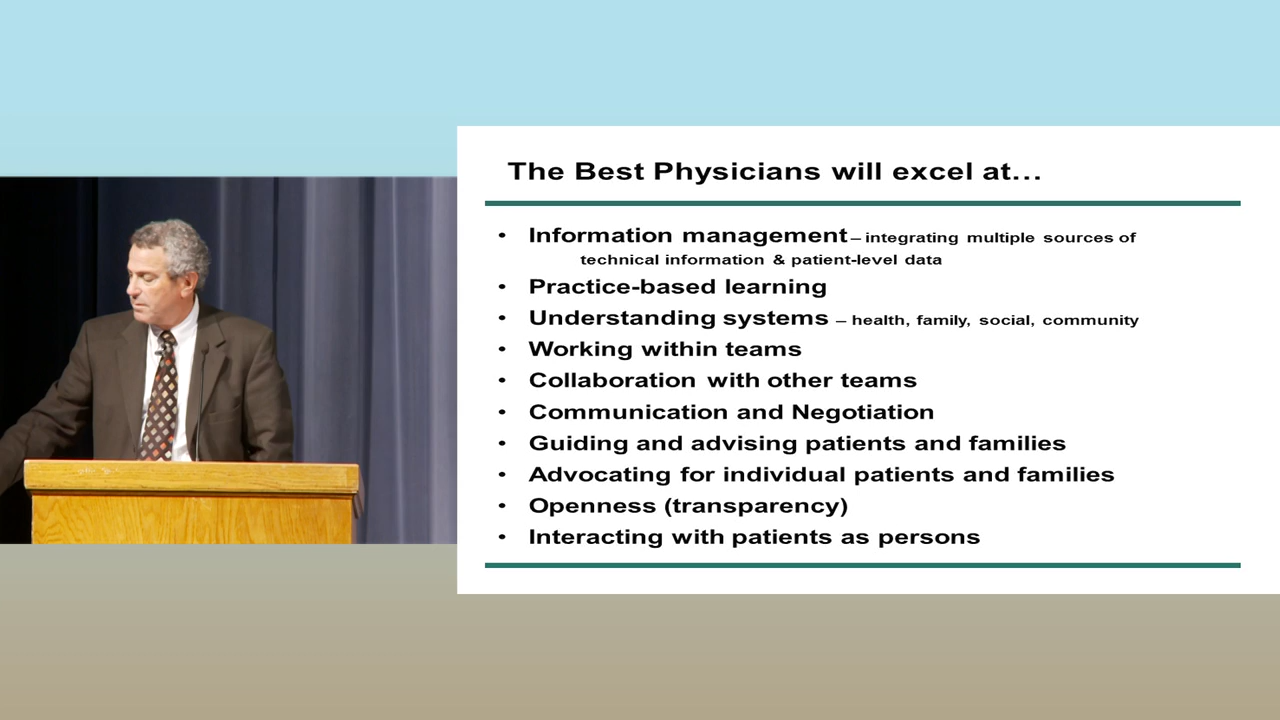 The Best Physicians will excel at…
• Information management – integrating multiple sources of
technical information & patient-level data
• Practice-based learning
• Understanding systems – health, family, social, community
• Working within teams
• Collaboration with other teams
• Communication and Negotiation
• Guiding and advising patients and families
• Advocating for individual patients and families
• Openness (transparency)
• Interacting with patients as persons